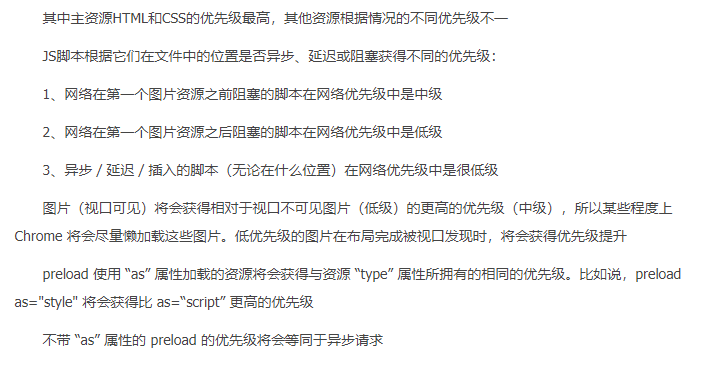 其中主资源HTML和CSS的优先级最高，其他资源根据情况的不同优先级不一
JS脚本根据它们在文件中的位置是否异步、延迟或阻塞获得不同的优先级：
1、网络在第一个图片资源之前阻塞的脚本在网络优先级中是中级
2、网络在第一个图片资源之后阻塞的脚本在网络优先级中是低级
3、异步 / 延迟 / 插入的脚本（无论在什么位置）在网络优先级中是很低级
图片（视口可见）将会获得相对于视口不可见图片（低级）的更高的优先级（中级），所以某些程度上
Chrome 将会尽量懒加载这些图片。低优先级的图片在布局完成被视口发现时，将会获得优先级提升
preload 使用 “as” 属性加载的资源将会获得与资源 “type” 属性所拥有的相同的优先级。比如说，preload
as="style" 将会获得比 as=“script” 更高的优先级
不带 “as” 属性的 preload 的优先级将会等同于异步请求